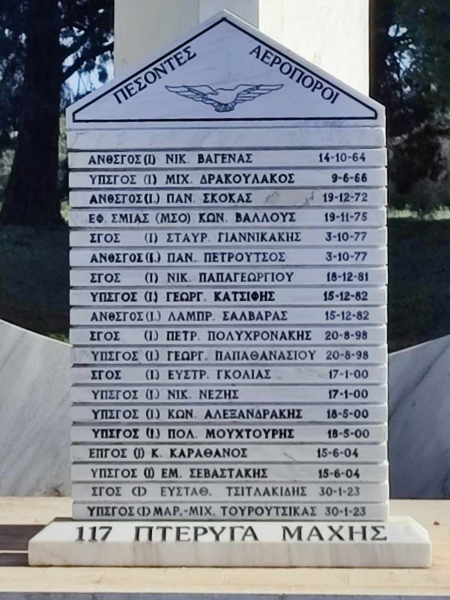 ΠΕΣΟΝΤΕΣ ΑΕΡΟΠΟΡΟΙ
ΑΝΘΣΓΟΣ (Ι) ΝΙΚ. ΒΑΓΕΝΑΣ 14-10-64
ΥΠΣΓΟΣ (Ι) ΜΙΧ. ΔΡΑΚΟΥΛΑΚΟΣ 9-6-66
ΑΝΘΣΓΟΣ (Ι.) ΠΑΝ. ΣΚΟΚΑΣ 19-12-72
ΕΦ. ΣΜΙΑΣ (ΜΣΟ) ΚΩΝ. ΒΑΛΛΟΥΣ 19-11-75
ΣΓΟΣ (Ι) ΣΤΑΥΡ. ΓΙΑΝΝΙΚΑΚΗΣ 3-10-77
ΑΝΘΣΓΟΣ (Ι.) ΠΑΝ. ΠΕΤΡΟΥΤΣΟΣ 3-10-77
ΣΓΟΣ (Ι) ΝΙΚ. ΠΑΠΑΓΕΩΡΓΙΟΥ 18-12-81
ΥΠΣΓΟΣ (Ι) ΓΕΩΡΓ. ΚΑΤΣΙΦΗΣ 15-12-82
ΑΝΘΣΓΟΣ (Ι.) ΛΑΜΠΡ. ΣΑΛΒΑΡΑΣ 15-12-82
ΣΓΟΣ (Ι) ΠΕΤΡ. ΠΟΛΥΧΡΟΝΑΚΗΣ 20-8-98
ΥΠΣΓΟΣ (Ι.) ΓΕΩΡΓ. ΠΑΠΑΘΑΝΑΣΙΟΥ 20-8-98
ΣΓΟΣ (Ι) ΕΥΣΤΡ. ΓΚΟΛΙΑΣ 17-1-00
ΥΠΣΓΟΣ (Ι.) ΝΙΚ. ΝΕΖΗΣ 17-1-00
ΥΠΣΓΟΣ (Ι.) ΚΩΝ. ΑΛΕΞΑΝΔΡΑΚΗΣ 18-5-00
ΥΠΣΓΟΣ (Ι.) ΠΟΛ. ΜΟΥΧΤΟΥΡΗΣ 18-5-00
ΕΠΓΟΣ (Ι) Κ. ΚΑΡΑΘΑΝΟΣ 15-6-04
ΥΠΣΓΟΣ (Ι) ΕΜ. ΣΕΒΑΣΤΑΚΗΣ 15-6-04
ΣΓΟΣ (Ι) ΕΥΣΤΑΘ. ΤΣΙΤΛΑΚΙΔΗΣ 30-1-23
ΥΠΣΓΟΣ (Ι) ΜΑΡ.-ΜΙΧ. ΤΟΥΡΟΥΤΣΙΚΑΣ 30-1-23
117 ΠΤΕΡΥΓΑ ΜΑΧΗΣ